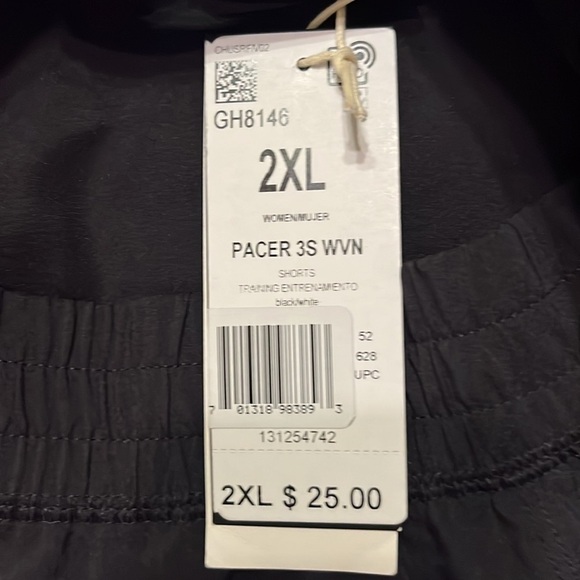 GH8146
2XL
WOMEN/MUJER
PACER 3S WVN
SHORTS
TRAINING ENTRENAMIENTO
black/white
52
628
UPC
7 01318 98389 3
131254742
2XL $ 25.00